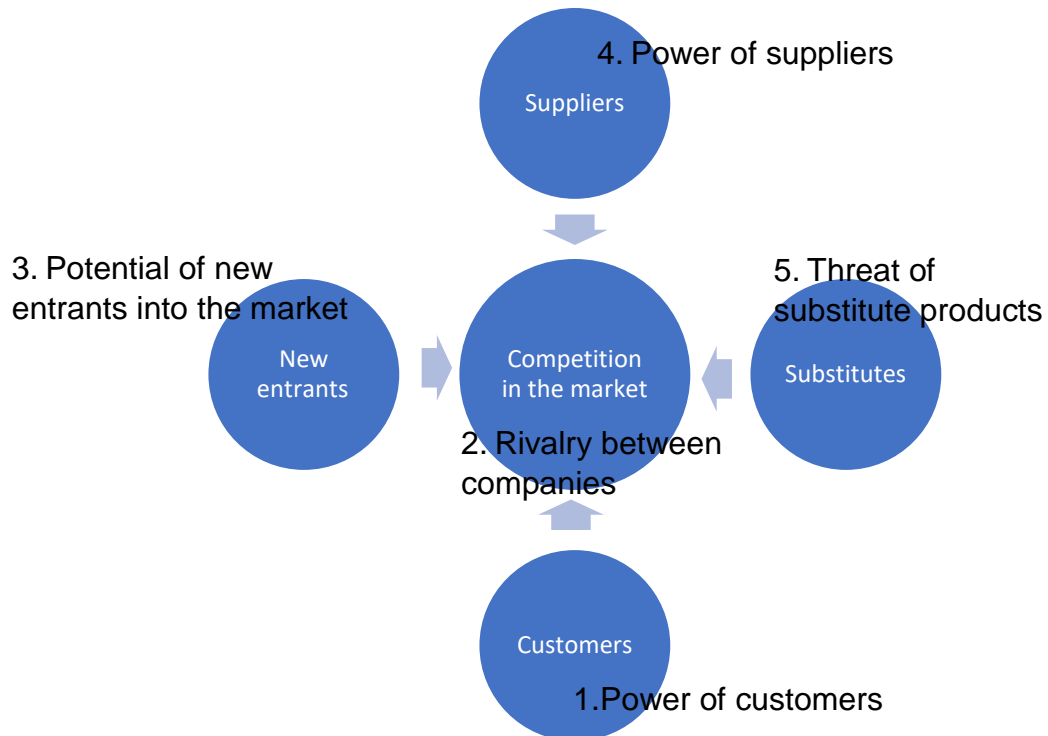 4. Power of suppliers
Suppliers
3. Potential of new
entrants into the market
New
entrants
Competition
in the market
2. Rivalry between
companies
5. Threat of
substitute products
Substitutes
Customers
1.Power of customers